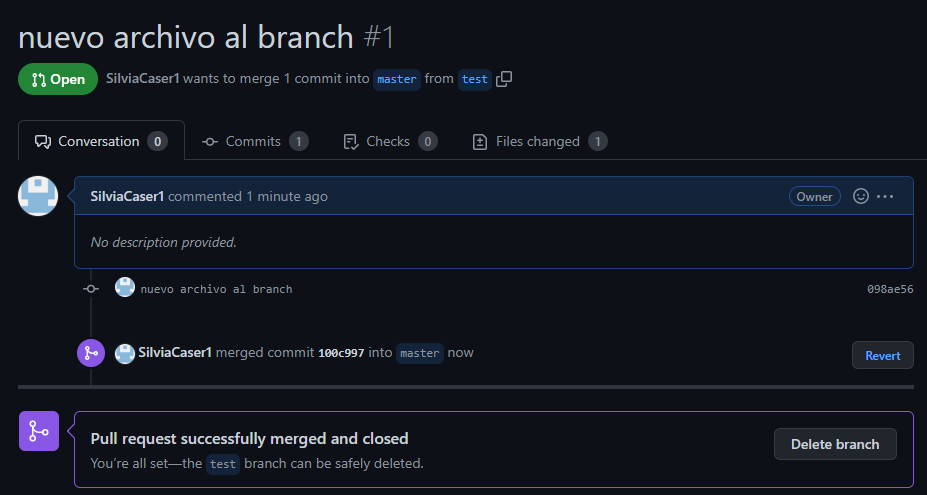 nuevo archivo al branch #1
Open SilviaCaser1 wants to merge 1 commit into master from test
Conversation 0 Commits 1 Checks 0 Files changed 1
SilviaCaser1 commented 1 minute ago Owner
No description provided.
nuevo archivo al branch 098ae56
SilviaCaser1 merged commit 100c997 into master now Revert
Pull request successfully merged and closed
You're all set—the test branch can be safely deleted.
Delete branch